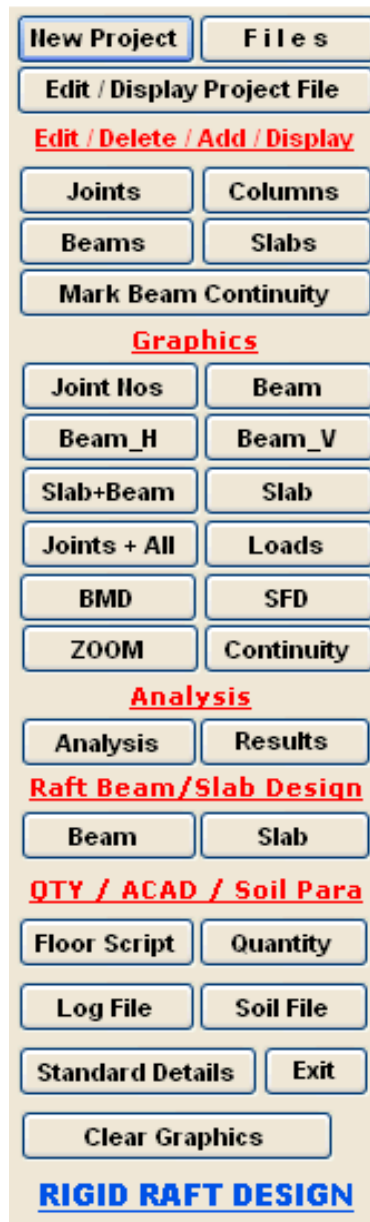 New Project Files
Edit / Display Project File
Edit / Delete / Add / Display
Joints Columns
Beams Slabs
Mark Beam Continuity
Graphics
Joint Nos Beam
Beam_H Beam_V
Slab+Beam Slab
Joints + All Loads
BMD SFD
ZOOM Continuity
Analysis
Analysis Results
Raft Beam/Slab Design
Beam Slab
QTY / ACAD / Soil Para
Floor Script Quantity
Log File Soil File
Standard Details Exit
Clear Graphics
RIGID RAFT DESIGN